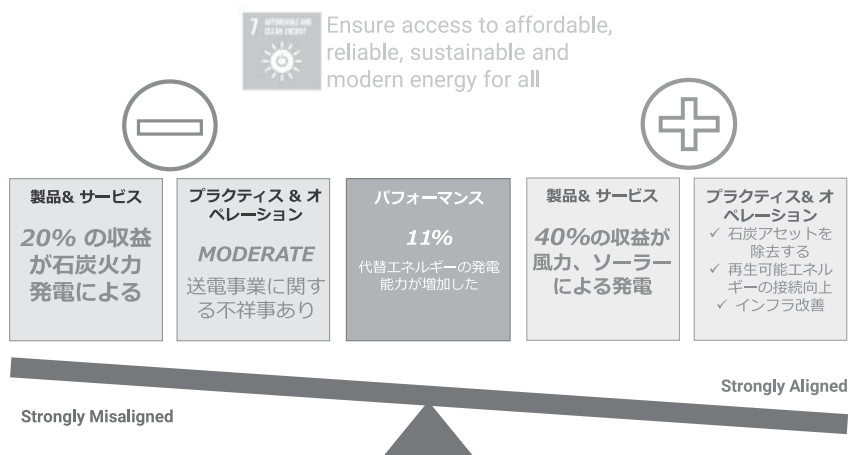 7 AFFORDABLE AND
CLEAN ENERGY
Ensure access to affordable,
reliable, sustainable and
modern energy for all
製品& サービス
20% の収益
が石炭火力
発電による
プラクティス & オ
ペレーション
MODERATE
送電事業に関す
る不祥事あり
パフォーマンス
11%
代替エネルギーの発電
能力が増加した
製品& サービス
40%の収益が
風力、ソーラー
による発電
プラクティス& オ
ペレーション
✓ 石炭アセットを
除去する
✓ 再生可能エネル
ギーの接続向上
✓ インフラ改善
Strongly Misaligned
Strongly Aligned